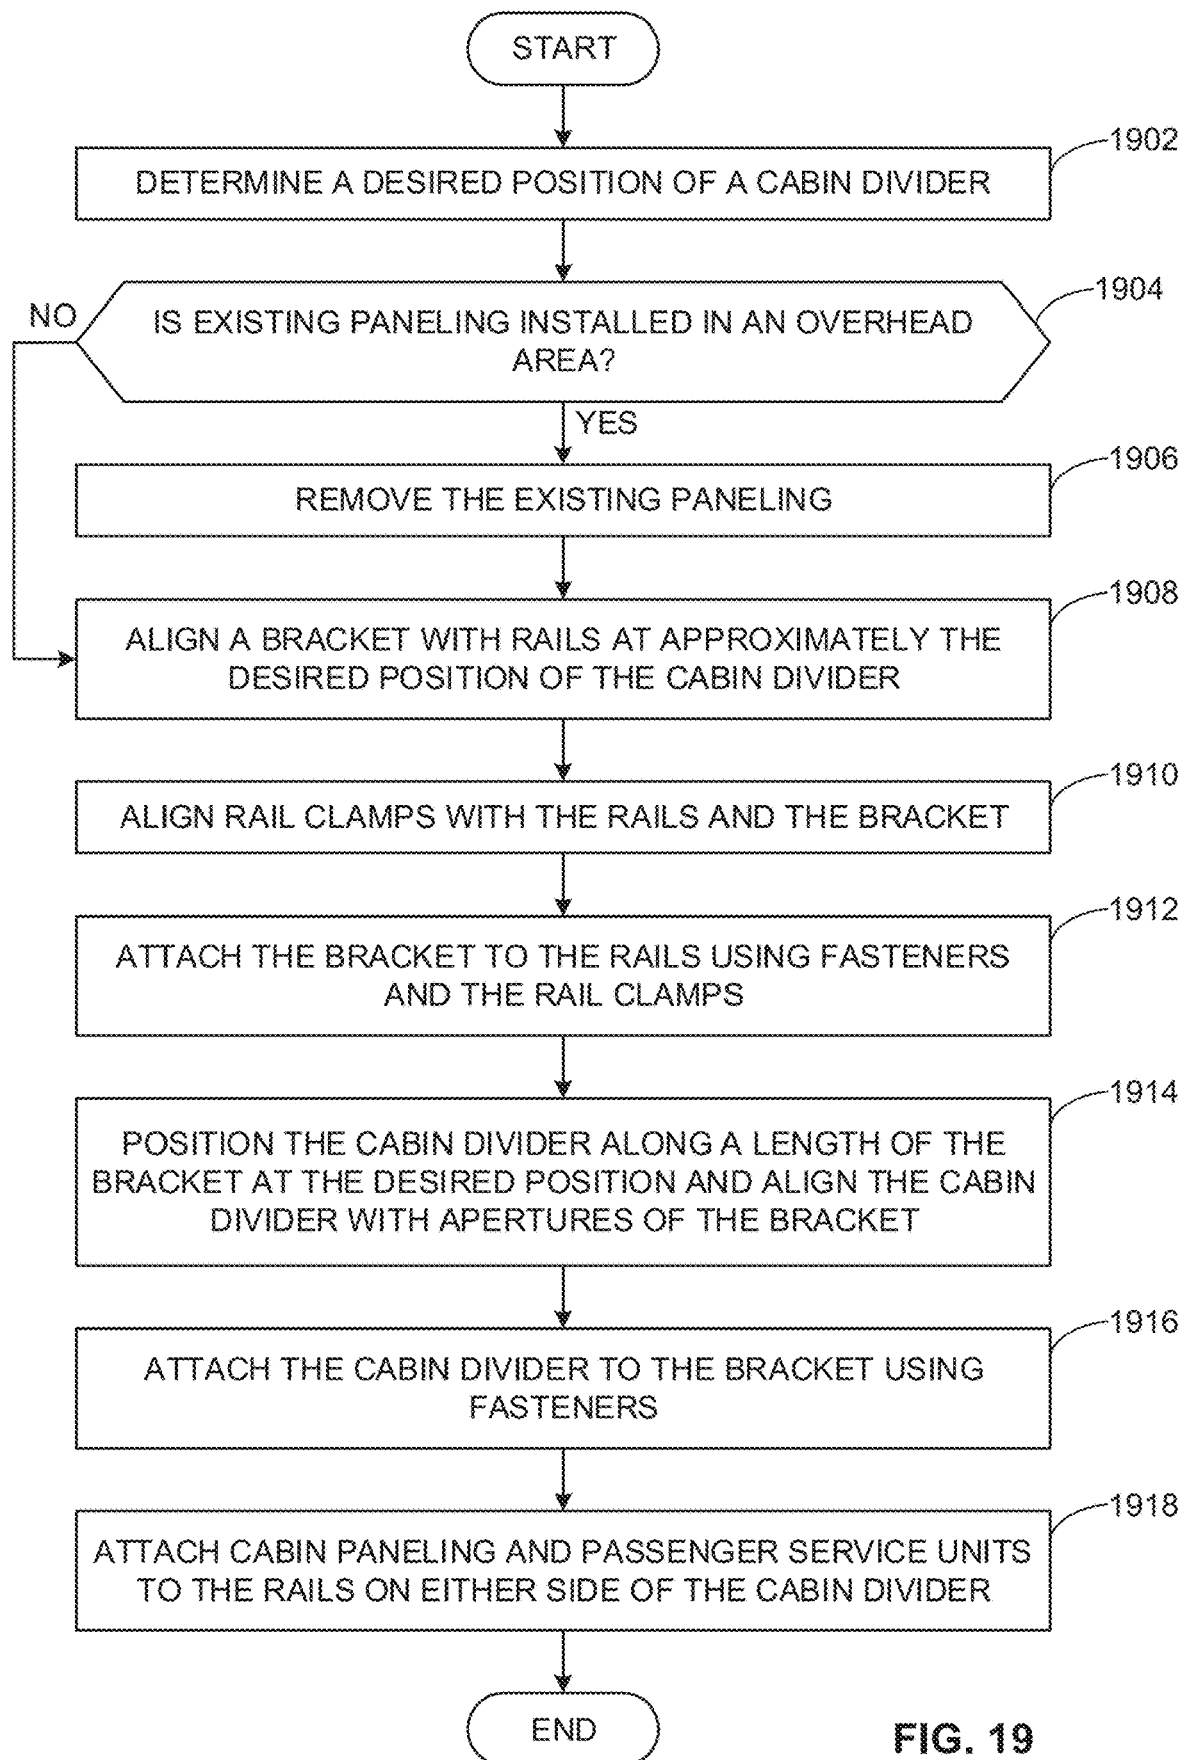 START
1902
DETERMINE A DESIRED POSITION OF A CABIN DIVIDER
1904
NO
IS EXISTING PANELING INSTALLED IN AN OVERHEAD
AREA?
YES
1906
REMOVE THE EXISTING PANELING
1908
ALIGN A BRACKET WITH RAILS AT APPROXIMATELY THE
DESIRED POSITION OF THE CABIN DIVIDER
1910
ALIGN RAIL CLAMPS WITH THE RAILS AND THE BRACKET
1912
ATTACH THE BRACKET TO THE RAILS USING FASTENERS
AND THE RAIL CLAMPS
1914
POSITION THE CABIN DIVIDER ALONG A LENGTH OF THE
BRACKET AT THE DESIRED POSITION AND ALIGN THE CABIN
DIVIDER WITH APERTURES OF THE BRACKET
1916
ATTACH THE CABIN DIVIDER TO THE BRACKET USING
FASTENERS
1918
ATTACH CABIN PANELING AND PASSENGER SERVICE UNITS
TO THE RAILS ON EITHER SIDE OF THE CABIN DIVIDER
END
FIG. 19